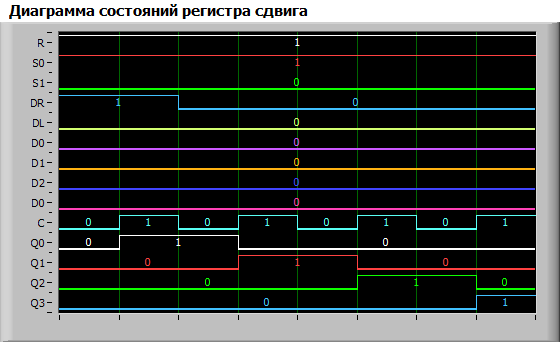 Диаграмма состояний регистра сдвига
R 1
S0 1
S1 0
DR 1 0
DL 0
D0 0
D1 0
D2 0
D0 0
C 0 1 0 1 0 1 0 1
Q0 0 1 0
Q1 0 1 0
Q2 0 1 0
Q3 0 1